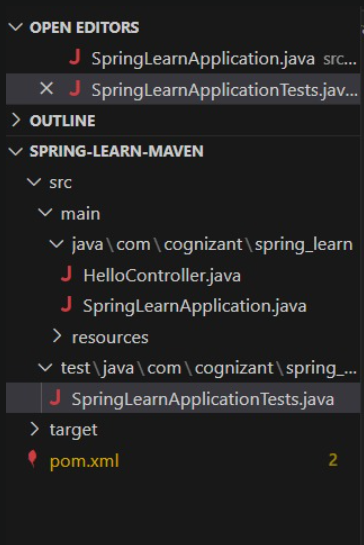 OPEN EDITORS
SpringLearnApplication.java src...
SpringLearnApplicationTests.jav...
OUTLINE
SPRING-LEARN-MAVEN
src
main
java\com\cognizant\spring_learn
HelloController.java
SpringLearnApplication.java
resources
test\java\com\cognizant\spring_...
SpringLearnApplicationTests.java
target
pom.xml 2